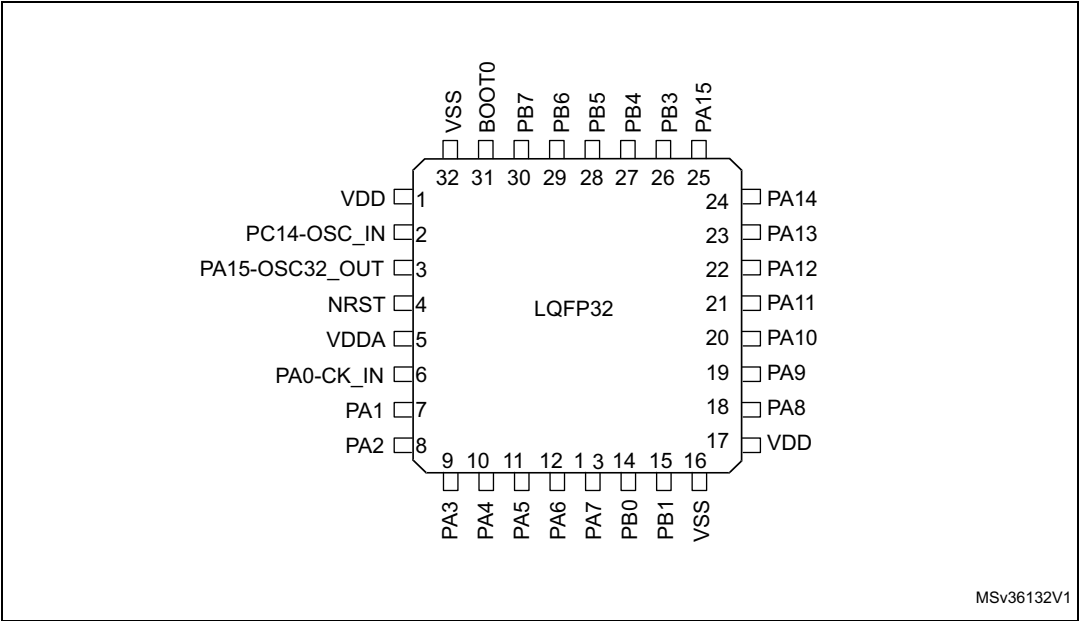 VSS
BOOT0
PB7
PB6
PB5
PB4
PB3
PA15
32 31 30 29 28 27 26 25
VDD 1
PC14-OSC_IN 2
PA15-OSC32_OUT 3
NRST 4
VDDA 5
PA0-CK_IN 6
PA1 7
PA2 8
LQFP32
24 PA14
23 PA13
22 PA12
21 PA11
20 PA10
19 PA9
18 PA8
17 VDD
9 10 11 12 1 3 14 15 16
PA3
PA4
PA5
PA6
PA7
PB0
PB1
VSS
MSv36132V1